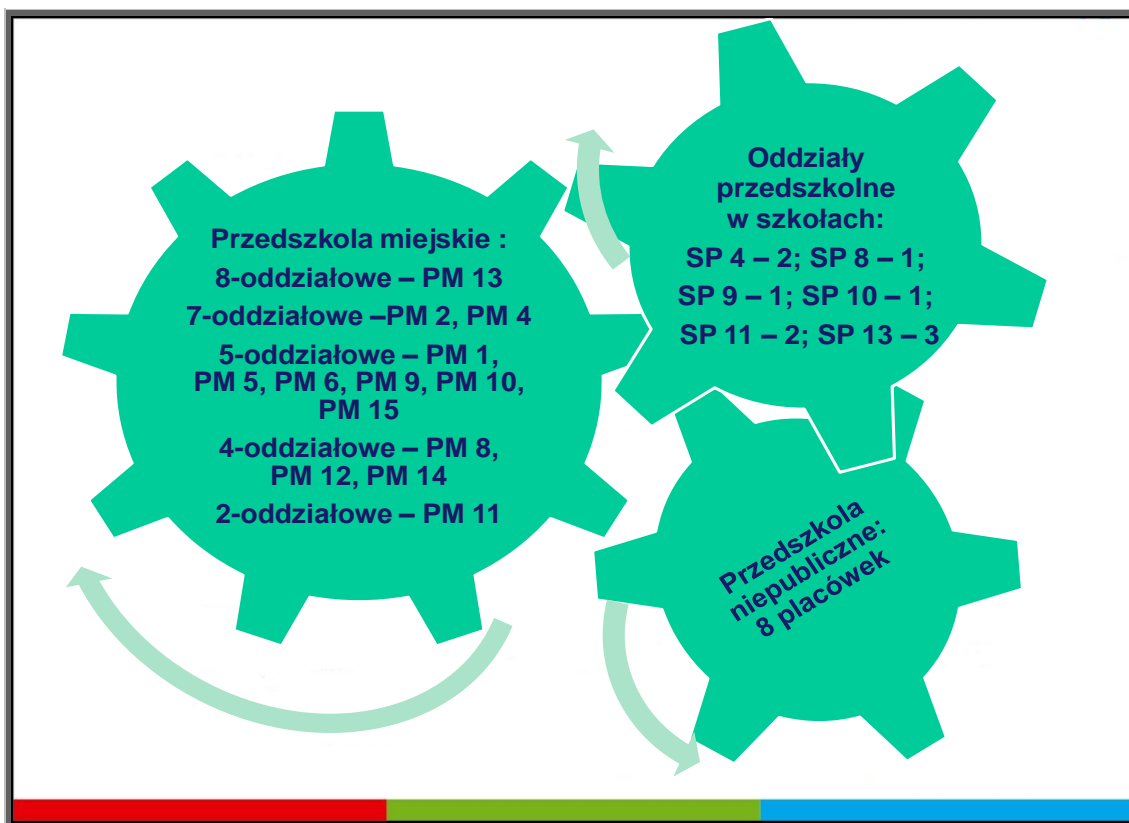 Przedszkola miejskie :
8-oddziałowe – PM 13
7-oddziałowe –PM 2, PM 4
5-oddziałowe – PM 1,
PM 5, PM 6, PM 9, PM 10,
PM 15
4-oddziałowe – PM 8,
PM 12, PM 14
2-oddziałowe – PM 11
Oddziały
przedszkolne
w szkołach:
SP 4 – 2; SP 8 – 1;
SP 9 – 1; SP 10 – 1;
SP 11 – 2; SP 13 – 3
Przedszkola
niepubliczne:
8 placówek